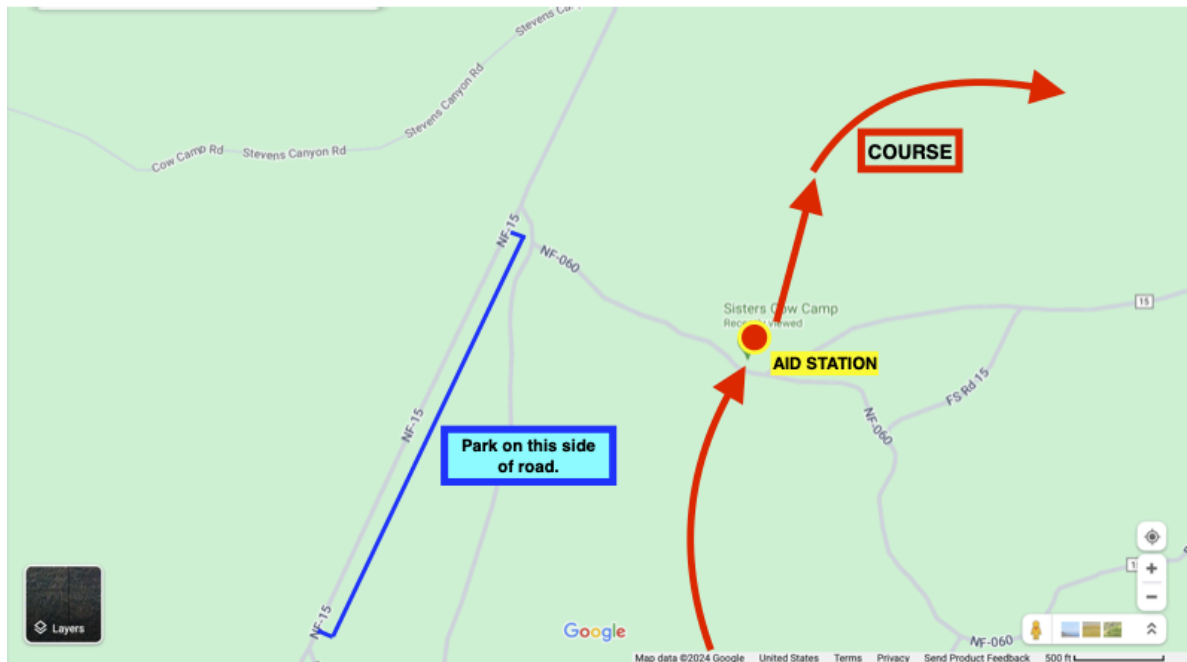 Stevens Canyon Rd
Stevens Canyon Rd
Cow Camp Rd
Stevens Canyon Rd
COURSE
NF-15
NF-060
Sisters Cow Camp
Recently viewed
15
AID STATION
FS Rd 15
NF-15
NF-060
Park on this side
of road.
NF-15
Layers
Google
NF-060
500 ft
Map data ©2024 Google United States Terms Privacy Send Product Feedback